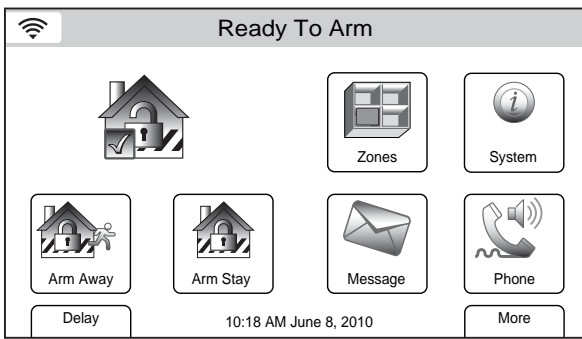 Ready To Arm
Zones
System
Arm Away
Arm Stay
Message
Phone
Delay
10:18 AM June 8, 2010
More